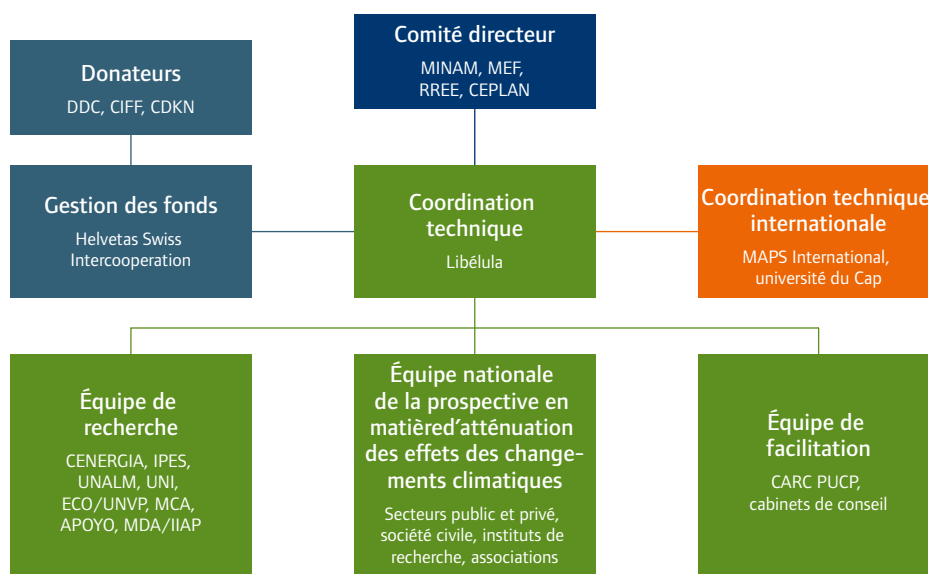 Comité directeur
MINAM, MEF,
RREE, CEPLAN
Donateurs
DDC, CIFF, CDKN
Gestion des fonds
Helvetas Swiss
Intercooperation
Coordination
technique
Libélula
Coordination technique
internationale
MAPS International,
université du Cap
Équipe de
recherche
CENERGIA, IPES,
UNALM, UNI,
ECO/UNVP, MCA,
APOYO, MDA/IIAP
Équipe nationale
de la prospective en
matièred’atténuation
des effets des change-
ments climatiques
Secteurs public et privé,
société civile, instituts de
recherche, associations
Équipe de
facilitation
CARC PUCP,
cabinets de conseil